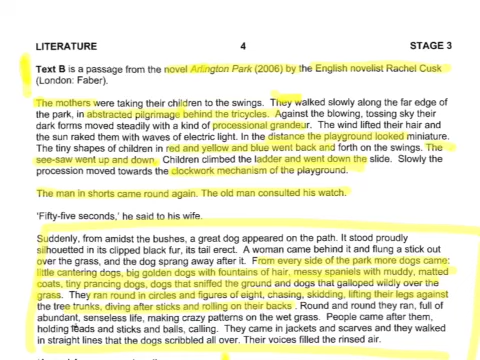 LITERATURE 4 STAGE 3
Text B is a passage from the novel Arlington Park (2006) by the English novelist Rachel Cusk
(London: Faber).
The mothers were taking their children to the swings. They walked slowly along the far edge of
the park, in abstracted pilgrimage behind the tricycles. Against the blowing, tossing sky their
dark forms moved steadily with a kind of processional grandeur. The wind lifted their hair and
the sun raked them with waves of electric light. In the distance the playground looked miniature.
The tiny shapes of children in red and yellow and blue went back and forth on the swings. The
see-saw went up and down. Children climbed the ladder and went down the slide. Slowly the
procession moved towards the clockwork mechanism of the playground.
The man in shorts came round again. The old man consulted his watch.
'Fifty-five seconds,' he said to his wife.
Suddenly, from amidst the bushes, a great dog appeared on the path. It stood proudly
silhouetted in its clipped black fur, its tail erect. A woman came behind it and flung a stick out
over the grass, and the dog sprang away after it. From every side of the park more dogs came:
little cantering dogs, big golden dogs with fountains of hair, messy spaniels with muddy, matted
coats, tiny prancing dogs, dogs that sniffed the ground and dogs that galloped wildly over the
grass. They ran round in circles and figures of eight, chasing, skidding, lifting their legs against
the tree trunks, diving after sticks and rolling on their backs. Round and round they ran, full of
abundant, senseless life, making crazy patterns on the wet grass. People came after them,
holding leads and sticks and balls, calling. They came in jackets and scarves and they walked
in straight lines that the dogs scribbled all over. Their voices filled the rinsed air.